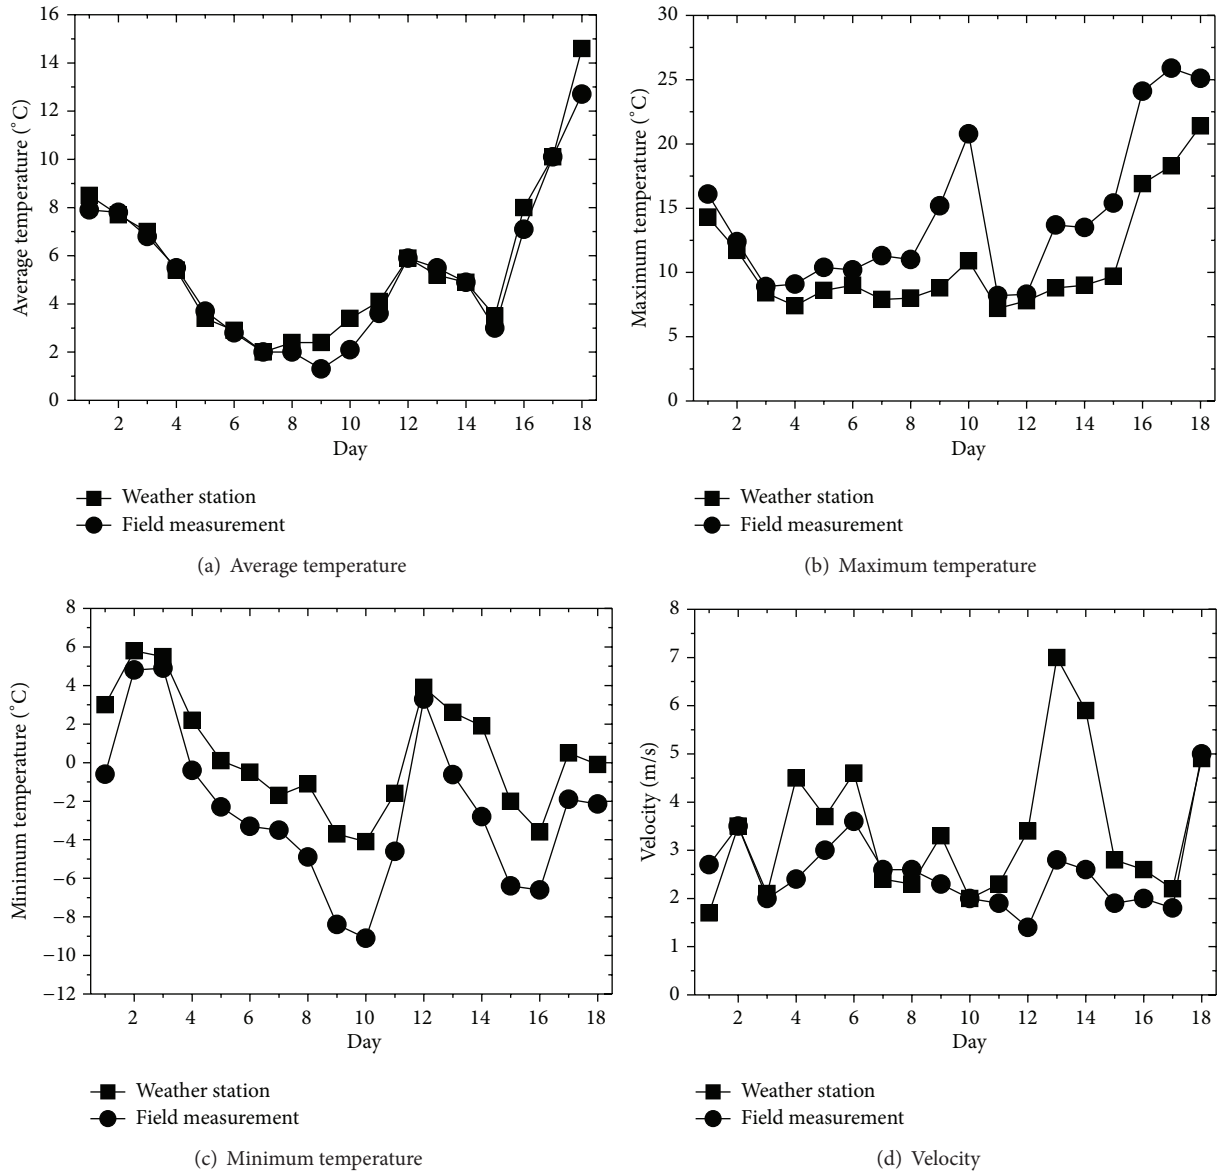 16
14
12
10
8
6
4
2
0
Average temperature (°C)
2 4 6 8 10 12 14 16 18
Day
Weather station
Field measurement
(a) Average temperature
30
25
20
15
10
5
0
Maximum temperature (°C)
2 4 6 8 10 12 14 16 18
Day
Weather station
Field measurement
(b) Maximum temperature
8
6
4
2
0
−2
−4
−6
−8
−10
−12
Minimum temperature (°C)
2 4 6 8 10 12 14 16 18
Day
Weather station
Field measurement
(c) Minimum temperature
8
7
6
5
4
3
2
1
0
Velocity (m/s)
2 4 6 8 10 12 14 16 18
Day
Weather station
Field measurement
(d) Velocity